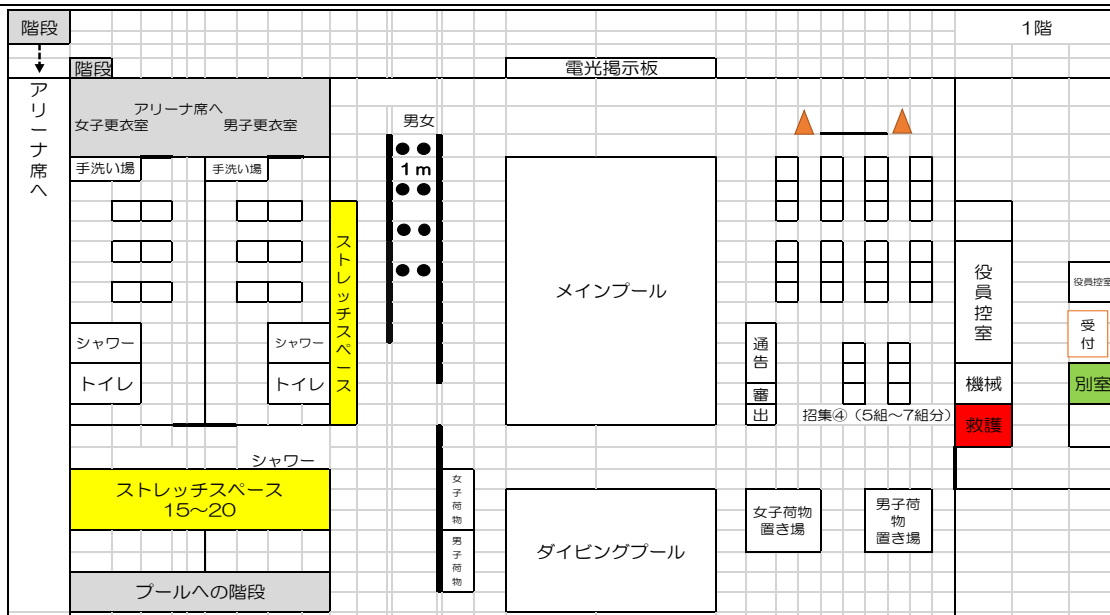 階段
1階
階段
電光掲示板
アリーナ席へ
アリーナ席へ
女子更衣室
男子更衣室
男女
手洗い場
手洗い場
1m
ストレッチスペース
メインプール
役員控室
役員控室
シャワー
シャワー
通告
受付
トイレ
トイレ
審
機械
別室
出
招集④（5組～7組分）
救護
シャワー
ストレッチスペース
15～20
女子荷物
男子荷物
ダイビングプール
女子荷物
置き場
男子荷
物
置き場
プールへの階段